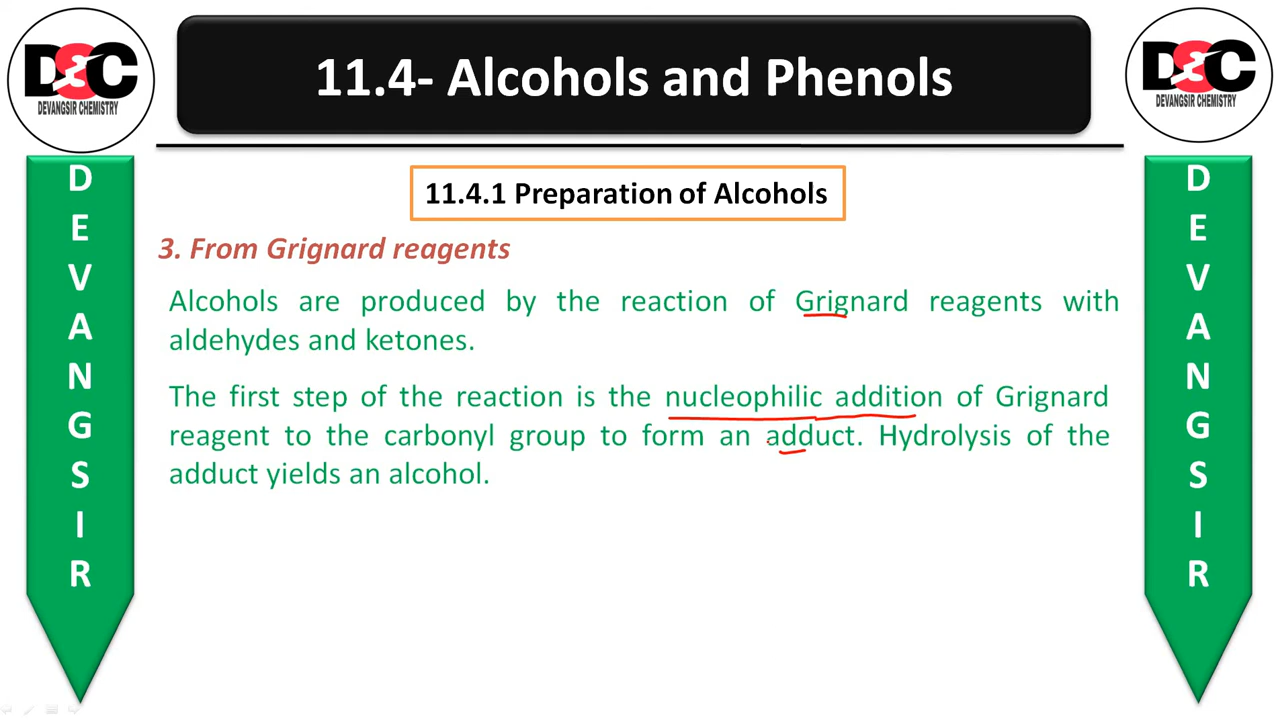 DEC
DEVANGSIR CHEMISTRY
11.4- Alcohols and Phenols
DEC
DEVANGSIR CHEMISTRY
D
E
V
A
N
G
S
I
R
11.4.1 Preparation of Alcohols
3. From Grignard reagents
Alcohols are produced by the reaction of Grignard reagents with
aldehydes and ketones.
The first step of the reaction is the nucleophilic addition of Grignard
reagent to the carbonyl group to form an adduct. Hydrolysis of the
adduct yields an alcohol.
D
E
V
A
N
G
S
I
R